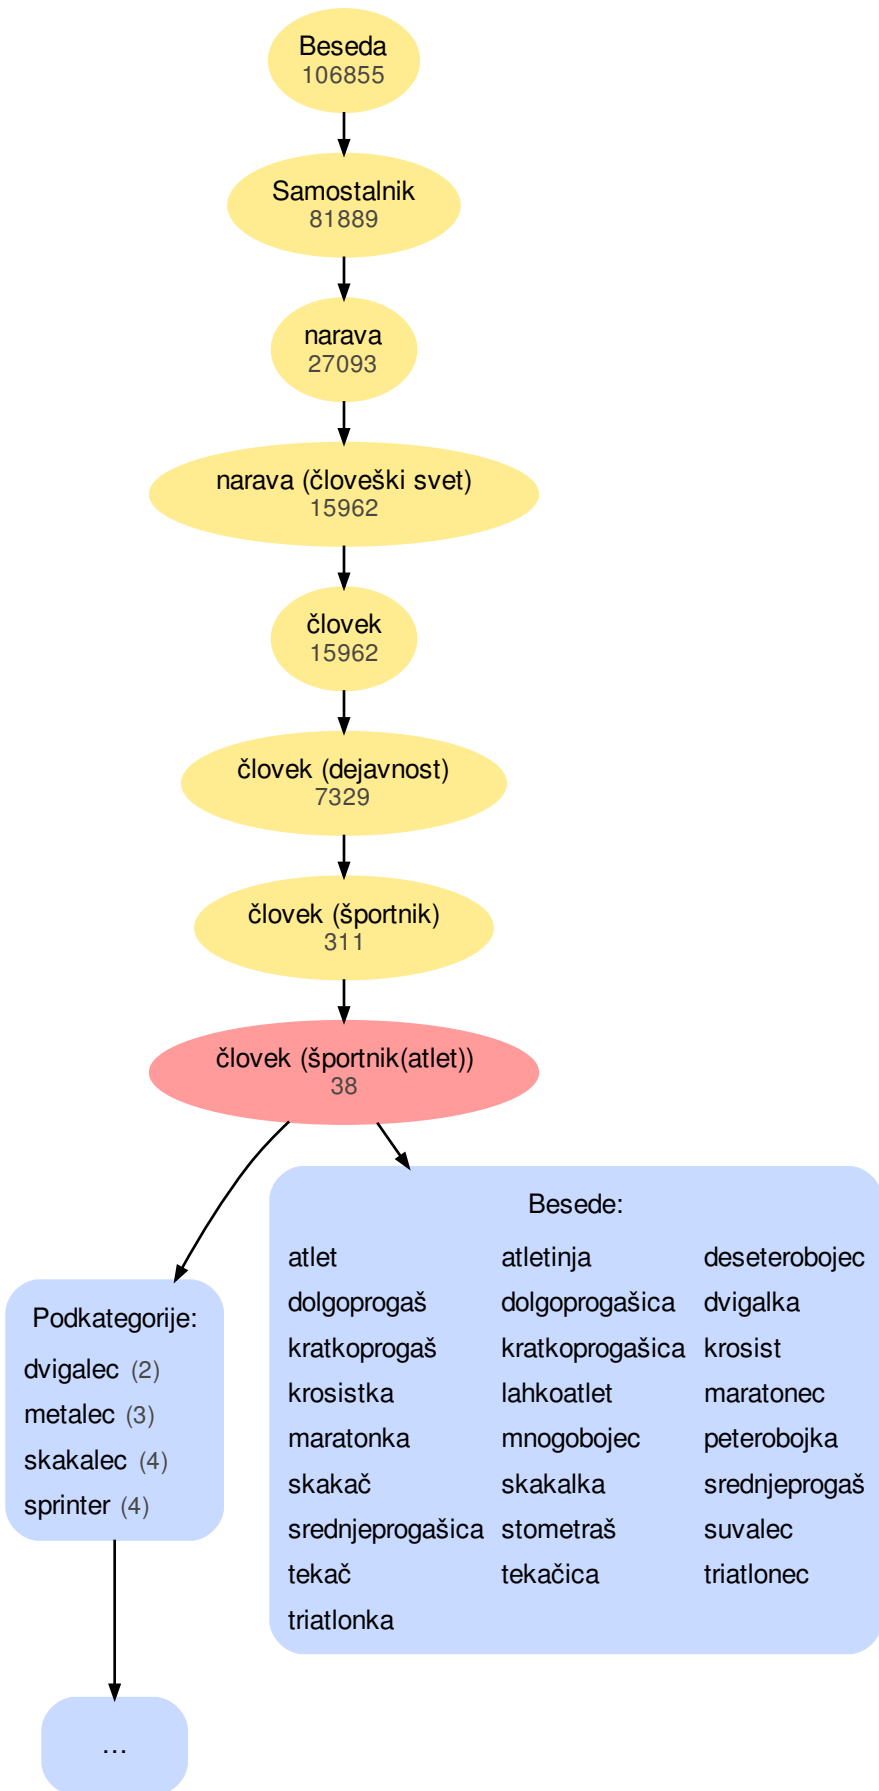 Beseda
106855
Samostalnik
81889
narava
27093
narava (človeški svet)
15962
človek
15962
človek (dejavnost)
7329
človek (športnik)
311
človek (športnik(atlet))
38
Podkategorije:
dvigalec (2)
metalec (3)
skakalec (4)
sprinter (4)
...
Besede:
atlet atletinja deseterobojec
dolgoprogaš dolgoprogašica dvigalka
kratkoprogaš kratkoprogašica krosist
krosistka lahkoatlet maratonec
maratonka mnogobojec peterobojka
skakač skakalka srednjeprogaš
srednjeprogašica stometraš suvalec
tekač tekačica triatlonec
triatlonka